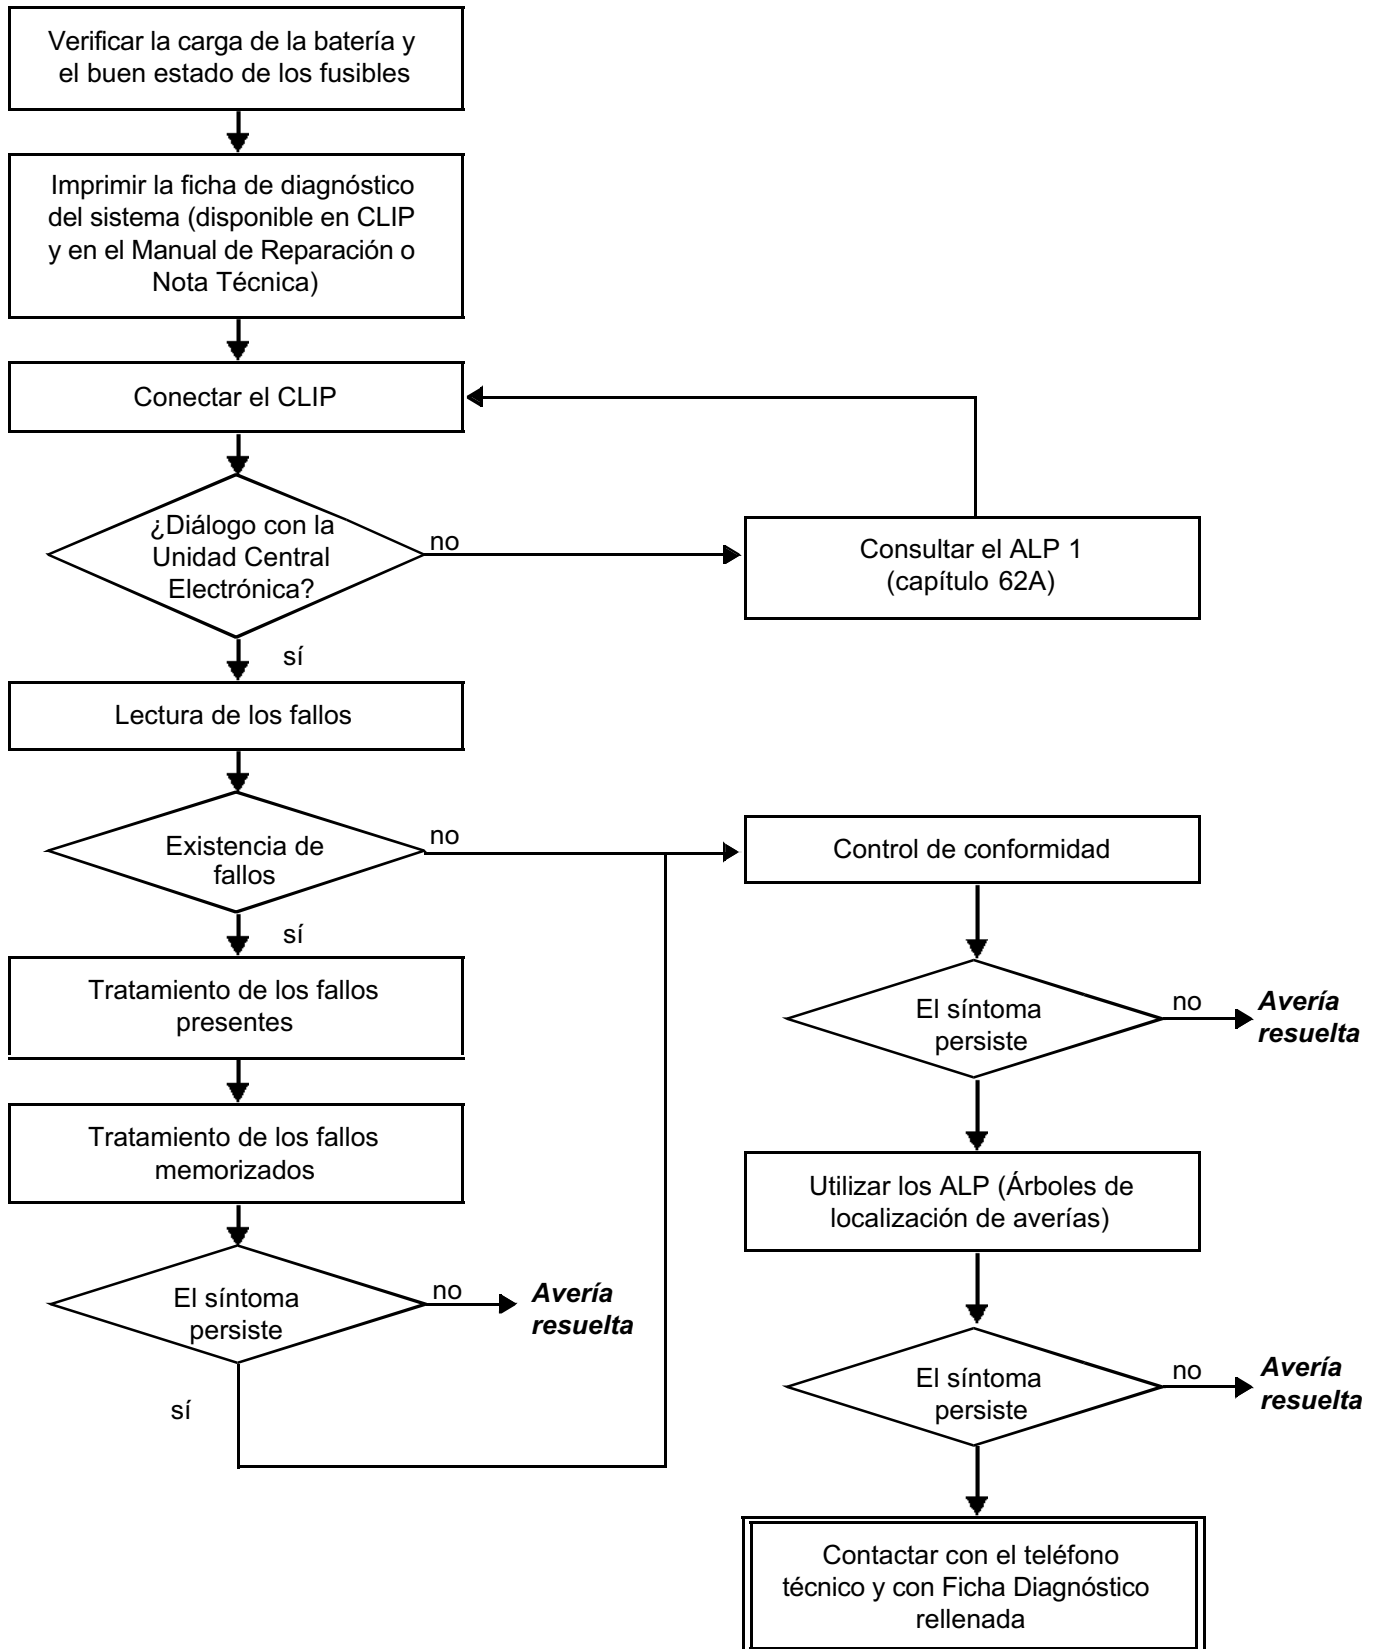 Verificar la carga de la batería y
el buen estado de los fusibles
Imprimir la ficha de diagnóstico
del sistema (disponible en CLIP
y en el Manual de Reparación o
Nota Técnica)
Conectar el CLIP
¿Diálogo con la
Unidad Central
Electrónica?
no
Consultar el ALP 1
(capítulo 62A)
sí
Lectura de los fallos
Existencia de
fallos
no
Control de conformidad
sí
Tratamiento de los fallos
presentes
El síntoma
persiste
no
Avería
resuelta
Tratamiento de los fallos
memorizados
Utilizar los ALP (Árboles de
localización de averías)
El síntoma
persiste
no
Avería
resuelta
sí
El síntoma
persiste
no
Avería
resuelta
Contactar con el teléfono
técnico y con Ficha Diagnóstico
rellenada